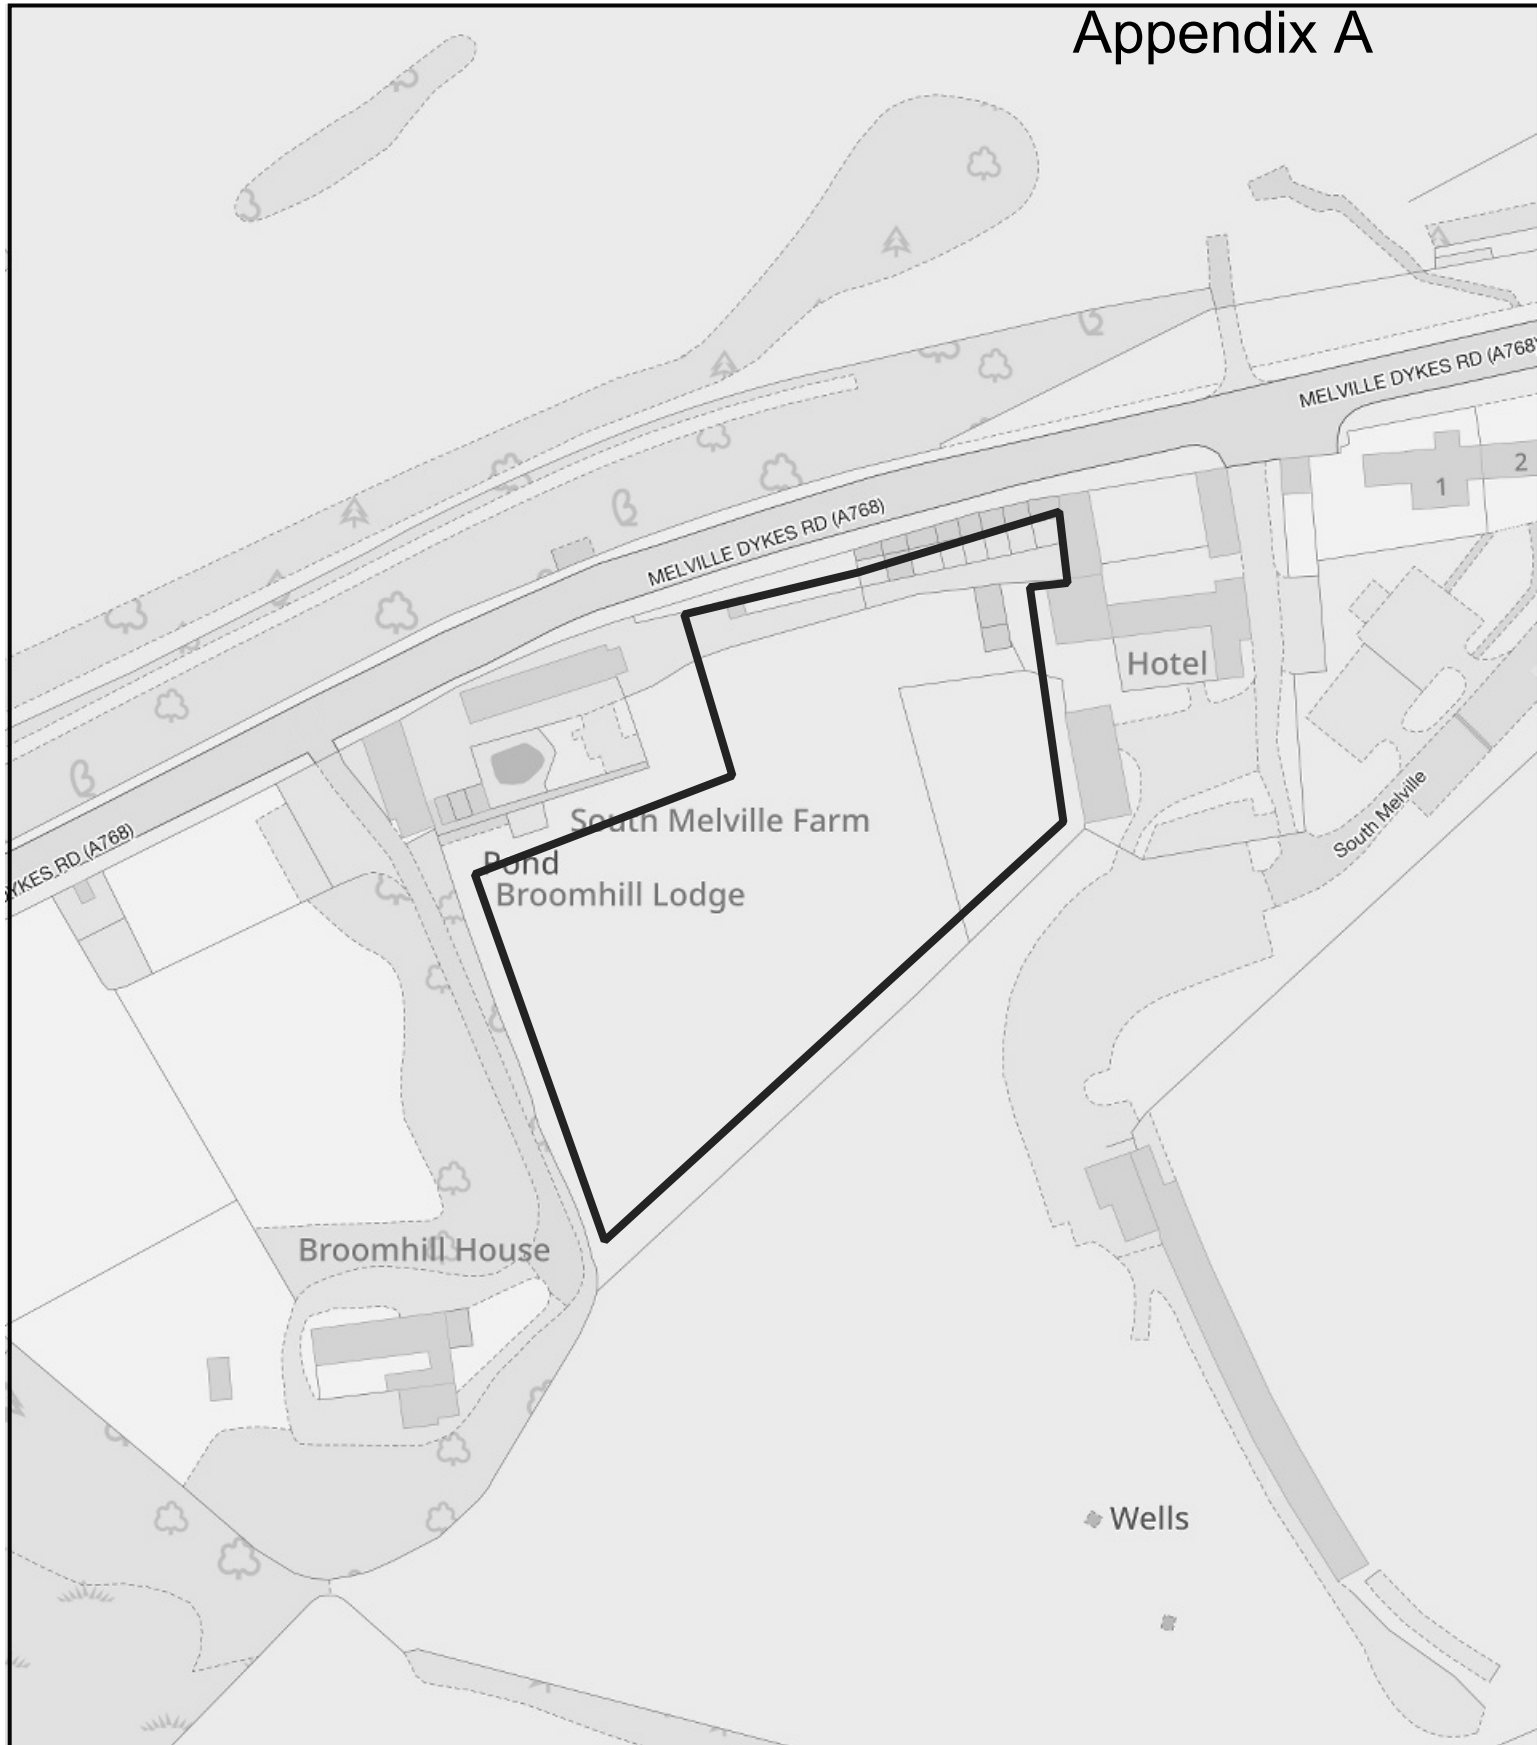 Appendix A
MELVILLE DYKES RD (A768)
1
2
MELVILLE DYKES RD (A768)
Hotel
South Melville Farm
South Melville
Pond
YKES RD (A768)
Broomhill Lodge
Broomhill House
Wells